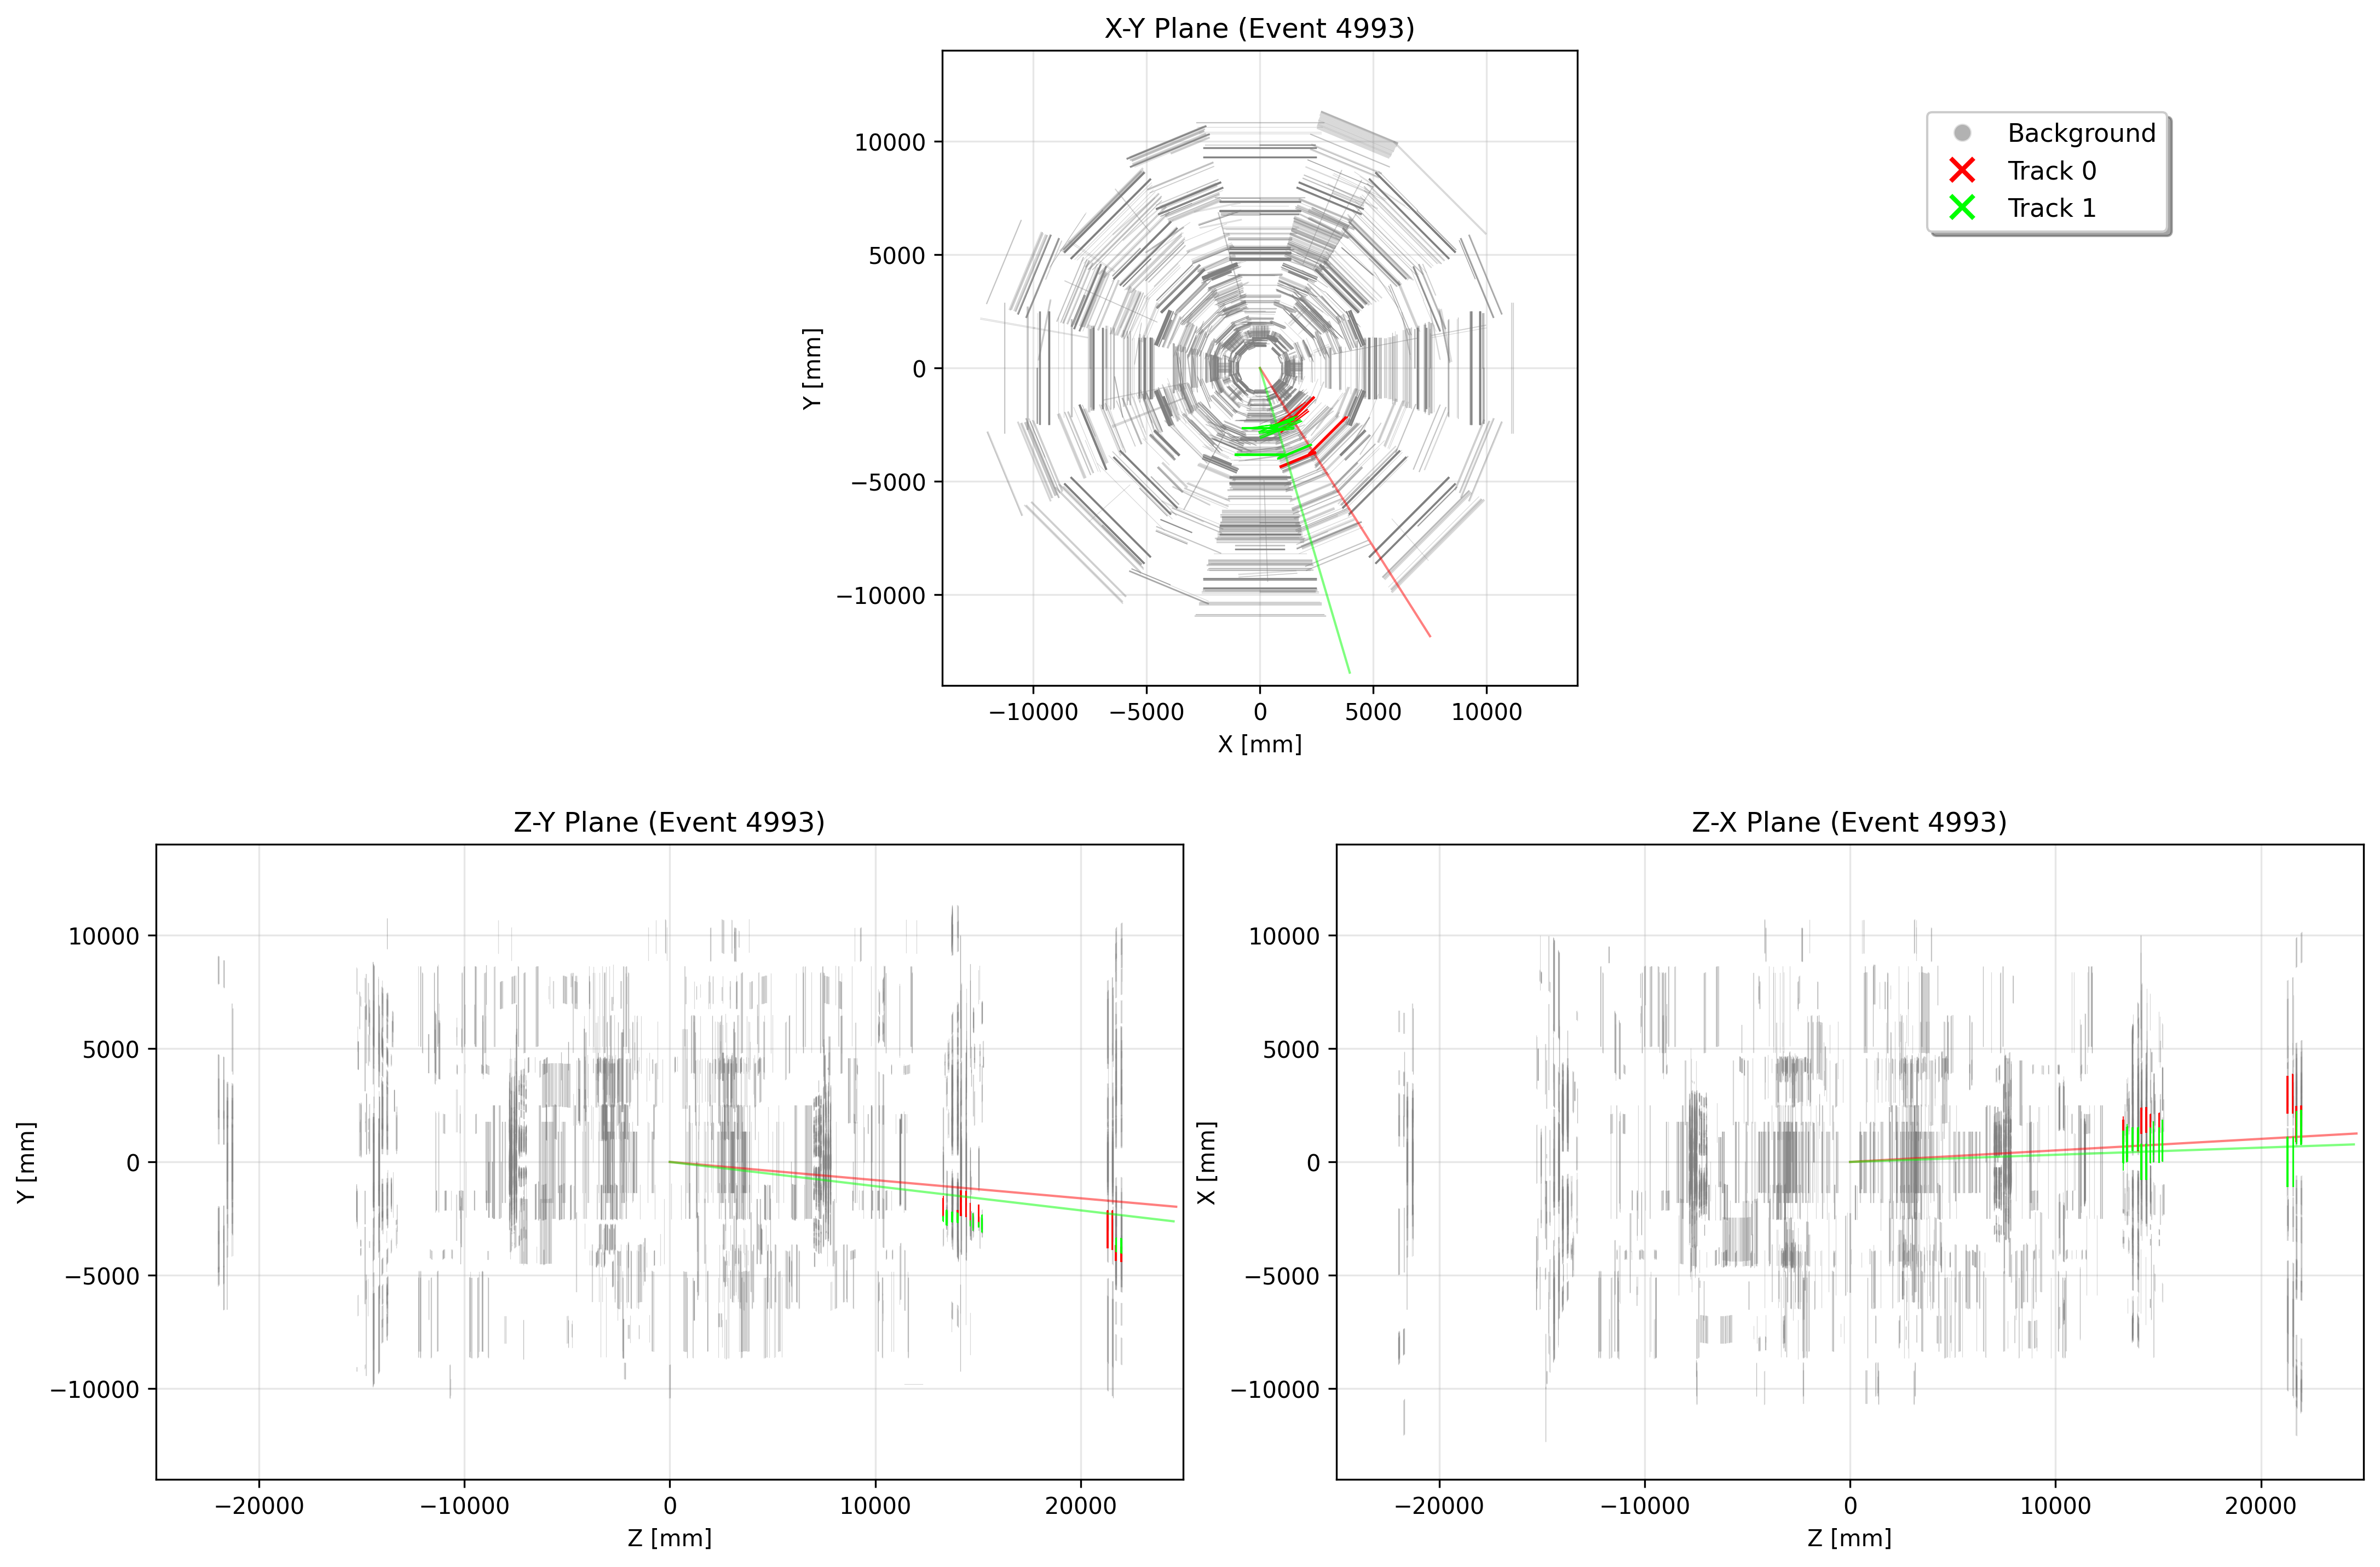 X-Y Plane (Event 4993)
10000
5000
0
−5000
−10000
Y [mm]
−10000 −5000 0 5000 10000
X [mm]
Background
Track 0
Track 1
Z-Y Plane (Event 4993)
10000
5000
0
−5000
−10000
Y [mm]
−20000 −10000 0 10000 20000
Z [mm]
Z-X Plane (Event 4993)
10000
5000
0
−5000
−10000
X [mm]
−20000 −10000 0 10000 20000
Z [mm]